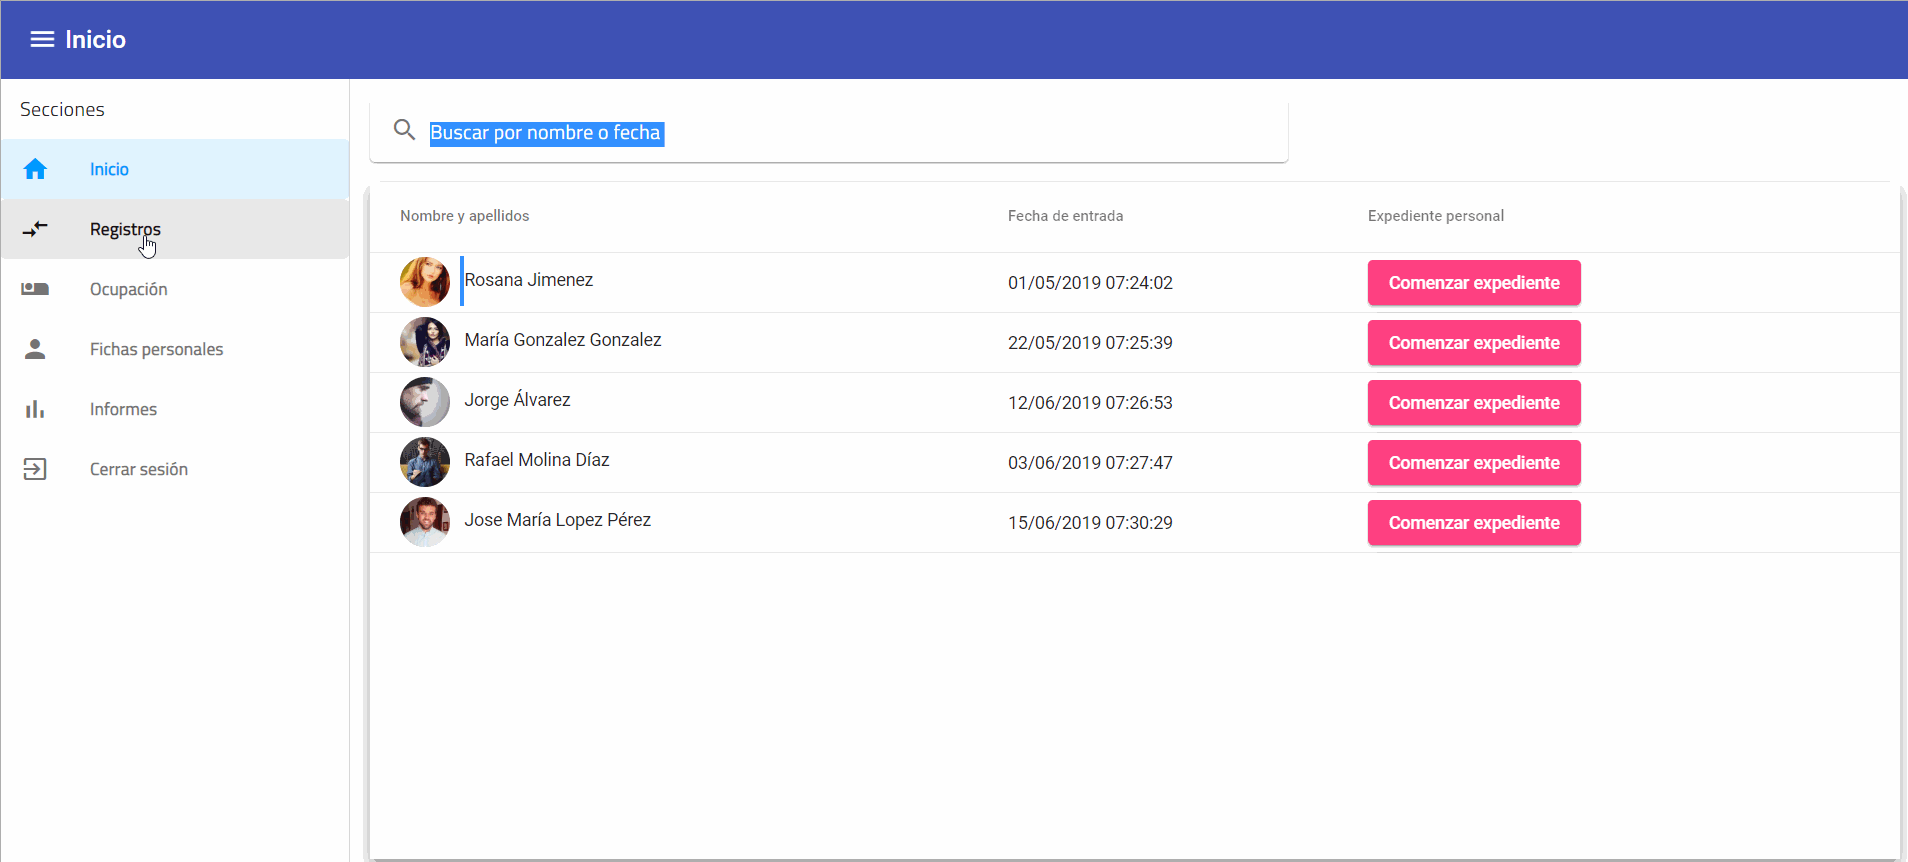 Inicio
Secciones
Inicio
Registros
Ocupación
Fichas personales
Informes
Cerrar sesión
Buscar por nombre o fecha
Nombre y apellidos Fecha de entrada Expediente personal
Rosana Jimenez 01/05/2019 07:24:02 Comenzar expediente
María Gonzalez Gonzalez 22/05/2019 07:25:39 Comenzar expediente
Jorge Álvarez 12/06/2019 07:26:53 Comenzar expediente
Rafael Molina Díaz 03/06/2019 07:27:47 Comenzar expediente
Jose María Lopez Pérez 15/06/2019 07:30:29 Comenzar expediente